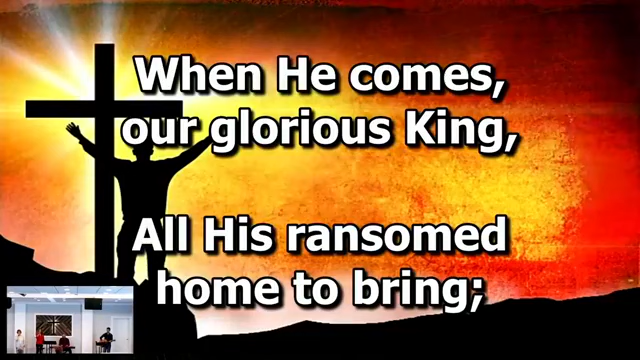 When He comes,
our glorious King,
All His ransomed
home to bring;